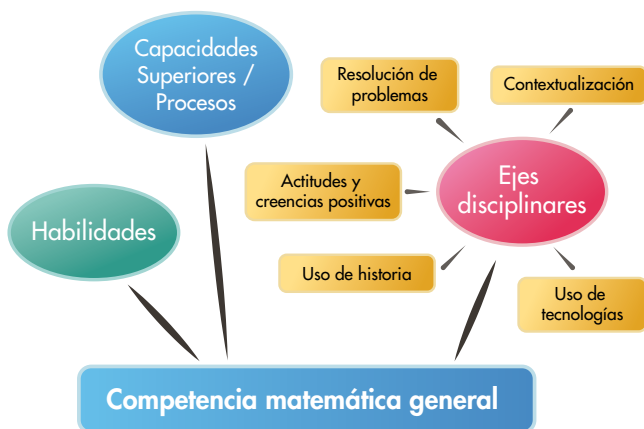 Capacidades
Superiores /
Procesos
Resolución de
problemas
Contextualización
Actitudes y
creencias positivas
Ejes
disciplinares
Habilidades
Uso de historia
Uso de
tecnologías
Competencia matemática general